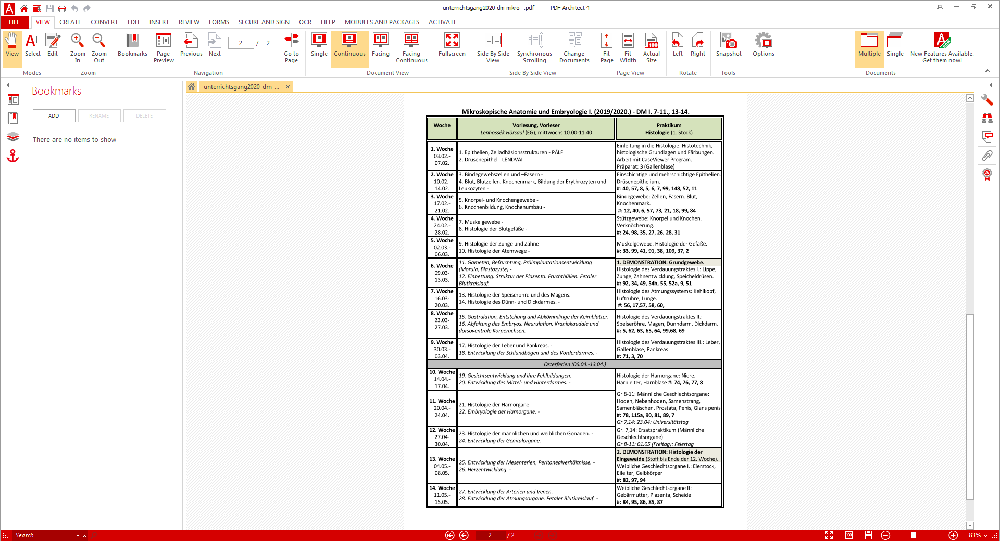 unterrichtsgang2020-dm-mikro--.pdf - PDF Architect 4
FILE VIEW CREATE CONVERT EDIT INSERT REVIEW FORMS SECURE AND SIGN OCR HELP MODULES AND PACKAGES ACTIVATE
View Select Edit
Modes
Zoom In Zoom Out
Zoom
Bookmarks Page Preview Previous Next 2 / 2 Go to Page
Navigation
Single Continuous Facing Facing Continuous Fullscreen
Document View
Side By Side View Synchronous Scrolling Change Documents
Side By Side View
Fit Page Fit Width 100 Actual Size
Page View
Left Right
Rotate
Snapshot
Tools
Options
Multiple Single
Documents
NEW
New Features Available.
Get them now!
Bookmarks
ADD RENAME DELETE
There are no items to show
unterrichtsgang2020-dm-...
Mikroskopische Anatomie und Embryologie I. (2019/2020.) - DM I. 7-11., 13-14.
Woche
Vorlesung, Vorleser
Lenhossék Hörsaal (EG), mittwochs 10.00-11.40
Praktikum
Histologie (1. Stock)
1. Woche
03.02.-
07.02.
1. Epithelien, Zelladhäsionsstrukturen - PÁLFI
2. Drüsenepithel - LENDVAI
Einleitung in die Histologie. Histotechnik,
histologische Grundlagen und Färbungen.
Arbeit mit CaseViewer Program.
Präparat: 3 (Gallenblase)
2. Woche
10.02.-
14.02.
3. Bindegewebszellen und –Fasern -
4. Blut, Blutzellen. Knochenmark, Bildung der Erythrozyten und
Leukozyten -
Einschichtige und mehrschichtige Epithelien.
Drüsenepithelium.
#: 40, 57, 8, 5, 6, 7, 99, 148, 52, 11
3. Woche
17.02.-
21.02.
5. Knorpel- und Knochengewebe -
6. Knochenbildung, Knochenumbau -
Bindegewebe: Zellen, Fasern. Blut,
Knochenmark.
#: 12, 40, 6, 57, 73, 21, 18, 99, 84
4. Woche
24.02.-
28.02.
7. Muskelgewebe -
8. Histologie der Blutgefäße -
Stützgewebe: Knorpel und Knochen.
Verknöcherung.
#: 24, 98, 35, 27, 26, 28, 31
5. Woche
02.03.-
06.03.
9. Histologie der Zunge und Zähne -
10. Histologie der Atemwege -
Muskelgewebe. Histologie der Gefäße.
#: 33, 99, 41, 91, 38, 109, 37, 2
6. Woche
09.03-
13.03.
11. Gameten, Befruchtung, Präimplantationsentwicklung
(Morula, Blastozyste) -
12. Einbettung. Struktur der Plazenta. Fruchthüllen. Fetaler
Blutkreislauf. -
1. DEMONSTRATION: Grundgewebe.
Histologie des Verdauungstraktes I.: Lippe,
Zunge, Zahnentwicklung, Speicheldrüsen.
#: 92, 34, 49, 54b, 55, 52a, 9, 51
7. Woche
16.03-
20.03.
13. Histologie der Speiseröhre und des Magens. -
14. Histologie des Dünn- und Dickdarmes. -
Histologie des Atmungssystems: Kehlkopf,
Luftrühre, Lunge.
#: 56, 17,57, 58, 60,
8. Woche
23.03-
27.03.
15. Gastrulation, Entstehung und Abkömmlinge der Keimblätter.
16. Abfaltung des Embryos. Neurulation. Kraniokaudale und
dorsoventrale Körperachsen. -
Histologie des Verdauungstraktes II.:
Speiseröhre, Magen, Dünndarm, Dickdarm.
#: 5, 62, 63, 65, 64, 99,68, 69
9. Woche
30.03.-
03.04.
17. Histologie der Leber und Pankreas. -
18. Entwicklung der Schlundbögen und des Vorderdarmes. -
Histologie des Verdauungstraktes III.: Leber,
Gallenblase, Pankreas
#: 71, 3, 70
Osterferien (06.04.-13.04.)
10. Woche
14.04.-
17.04.
19. Gesichtsentwicklung und ihre Fehlbildungen. -
20. Entwicklung des Mittel- und Hinterdarmes. -
Histologie der Harnorgane: Niere,
Harnleiter, Harnblase #: 74, 76, 77, 8
11. Woche
20.04.-
24.04.
21. Histologie der Harnorgane. -
22. Embryologie der Harnorgane. -
Gr 8-11: Männliche Geschlechtsorgane:
Hoden, Nebenhoden, Samenstrang,
Samenbläschen, Prostata, Penis, Glans penis
#: 78, 115a, 90, 81, 89, 7
Gr 7,14: 23.04: Universitätstag
12. Woche
27.04-
30.04.
23. Histologie der männlichen und weiblichen Gonaden. -
24. Entwicklung der Genitalorgane. -
Gr. 7,14: Ersatzpraktikum (Männliche
Geschlechtsorgane)
Gr 8-11: 01.05 (Freitag): Feiertag
13. Woche
04.05.-
08.05.
25. Entwicklung der Mesenterien, Peritonealverhältnisse. -
26. Herzentwicklung. -
2. DEMONSTRATION: Histologie der
Eingeweide (Stoff bis Ende der 12. Woche).
Weibliche Geschlechtsorgane I.: Eierstock,
Eileiter, Gelbkörper
#: 82, 97, 94
14. Woche
11.05.-
15.05.
27. Entwicklung der Arterien und Venen. -
28. Entwicklung der Atmungsorgane. Fetaler Blutkreislauf. -
Weibliche Geschlechtsorgane II:
Gebärmutter, Plazenta, Scheide
#: 84, 95, 86, 85, 87
Search
2 / 2
100
83%